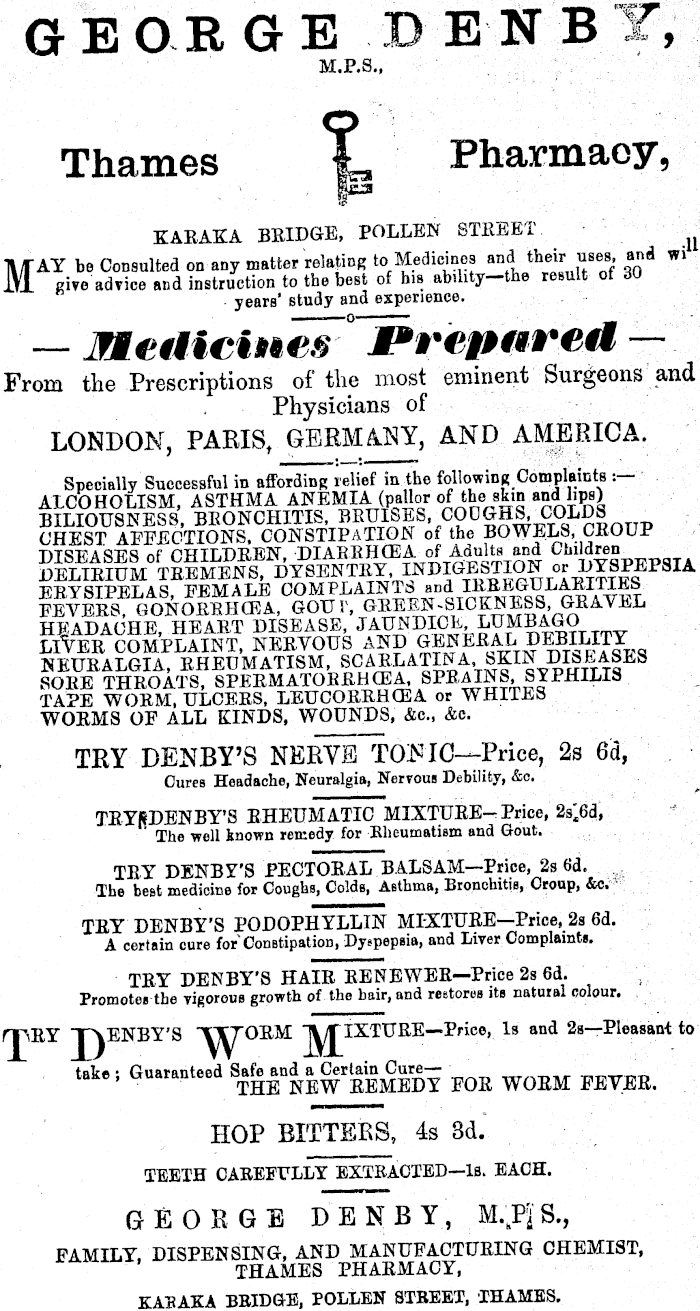 GEORGE DENBY,
M.P.S.,
Thames Pharmacy,
KARAKA BRIDGE, POLLEN STREET
MAY be Consulted on any matter relating to Medicines and their uses, and will
give advice and instruction to the best of his ability—the result of 30
years' study and experience.
— Medicines Prepared —
From the Prescriptions of the most eminent Surgeons and
Physicians of
LONDON, PARIS, GERMANY, AND AMERICA.
Specially Successful in affording relief in the following Complaints :—
ALCOHOLISM, ASTHMA ANEMIA (pallor of the skin and lips)
BILIOUSNESS, BRONCHITIS, BRUISES, COUGHS, COLDS
CHEST AFFECTIONS, CONSTIPATION of the BOWELS, CROUP
DISEASES of CHILDREN, DIARRHŒA of Adults and Children
DELIRIUM TREMENS, DYSENTRY, INDIGESTION or DYSPEPSIA
ERYSIPELAS, FEMALE COMPLAINTS and IRREGULARITIES
FEVERS, GONORRHŒA, GOUT, GREEN-SICKNESS, GRAVEL
HEADACHE, HEART DISEASE, JAUNDICE, LUMBAGO
LIVER COMPLAINT, NERVOUS AND GENERAL DEBILITY
NEURALGIA, RHEUMATISM, SCARLATINA, SKIN DISEASES
SORE THROATS, SPERMATORRHŒA, SPRAINS, SYPHILIS
TAPE WORM, ULCERS, LEUCORRHŒA or WHITES
WORMS OF ALL KINDS, WOUNDS, &c., &c.
TRY DENBY'S NERVE TONIC—Price, 2s 6d,
Cures Headache, Neuralgia, Nervous Debility, &c.
TRY DENBY'S RHEUMATIC MIXTURE—Price, 2s 6d,
The well known remedy for Rheumatism and Gout.
TRY DENBY'S PECTORAL BALSAM—Price, 2s 6d.
The best medicine for Coughs, Colds, Asthma, Bronchitis, Croup, &c.
TRY DENBY'S PODOPHYLLIN MIXTURE—Price, 2s 6d.
A certain cure for Constipation, Dyspepsia, and Liver Complaints.
TRY DENBY'S HAIR RENEWER—Price 2s 6d.
Promotes the vigorous growth of the hair, and restores its natural colour.
TRY DENBY'S WORM MIXTURE—Price, 1s and 2s—Pleasant to
take ; Guaranteed Safe and a Certain Cure—
THE NEW REMEDY FOR WORM FEVER.
HOP BITTERS, 4s 3d.
TEETH CAREFULLY EXTRACTED—1s. EACH.
GEORGE DENBY, M.P.S.,
FAMILY, DISPENSING, AND MANUFACTURING CHEMIST,
THAMES PHARMACY,
KARAKA BRIDGE, POLLEN STREET, THAMES.